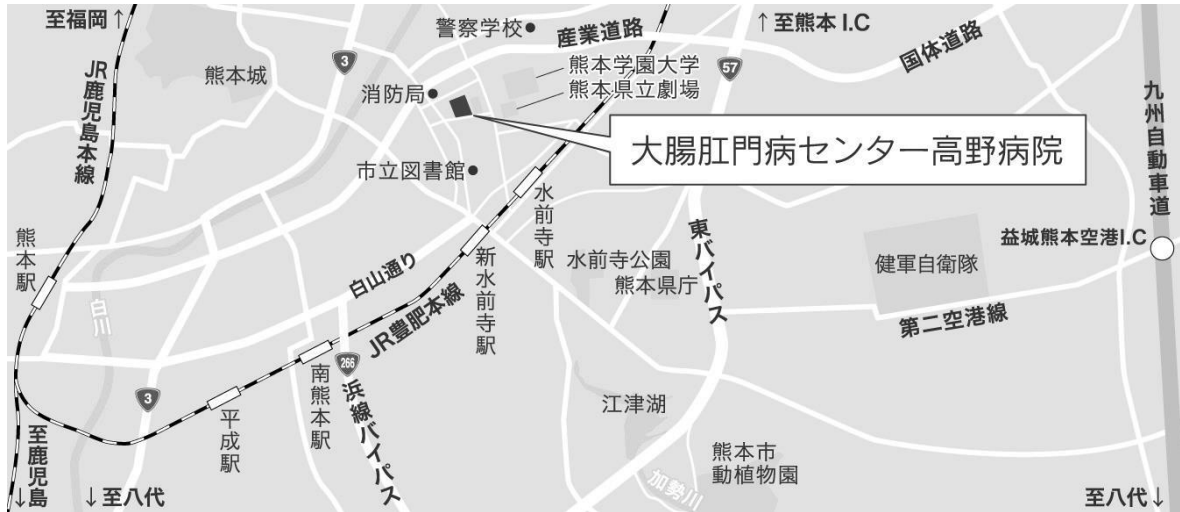 至福岡↑
JR鹿児島本線
熊本城
3
警察学校
産業道路
↑至熊本I.C
国体道路
57
熊本学園大学
熊本県立劇場
消防局
九州自動車道
大腸肛門病センター高野病院
市立図書館
水前寺駅
東バイパス
益城熊本空港I.C
熊本駅
白山通り
新水前寺駅
水前寺公園
熊本県庁
健軍自衛隊
白川
JR豊肥本線
第二空港線
266
3
南熊本駅
浜線バイパス
平成駅
江津湖
熊本市
動植物園
加勢川
↓至鹿児島
↓至八代
至八代↓